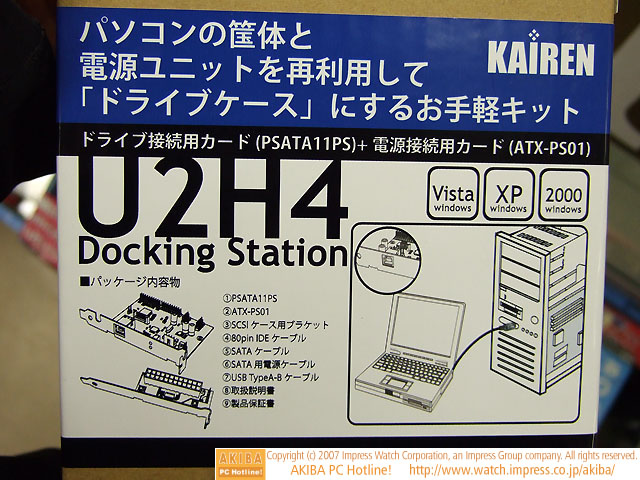 パソコンの筐体と
電源ユニットを再利用して
「ドライブケース」にするお手軽キット
KAIREN
ドライブ接続用カード(PSATA11PS)+ 電源接続用カード(ATX-PS01)
U2H4
Docking Station
Vista
windows
XP
windows
2000
windows
■パッケージ内容物
①PSATA11PS
②ATX-PS01
③SCSI ケース用ブラケット
④80pin IDE ケーブル
⑤SATA ケーブル
⑥SATA 用電源ケーブル
⑦USB TypeA-B ケーブル
⑧取扱説明書
⑨製品保証書
AKIBA
PC Hotline!
Copyright (c) 2007 Impress Watch Corporation, an Impress Group company. All rights reserved.
AKIBA PC Hotline! http://www.watch.impress.co.jp/akiba/